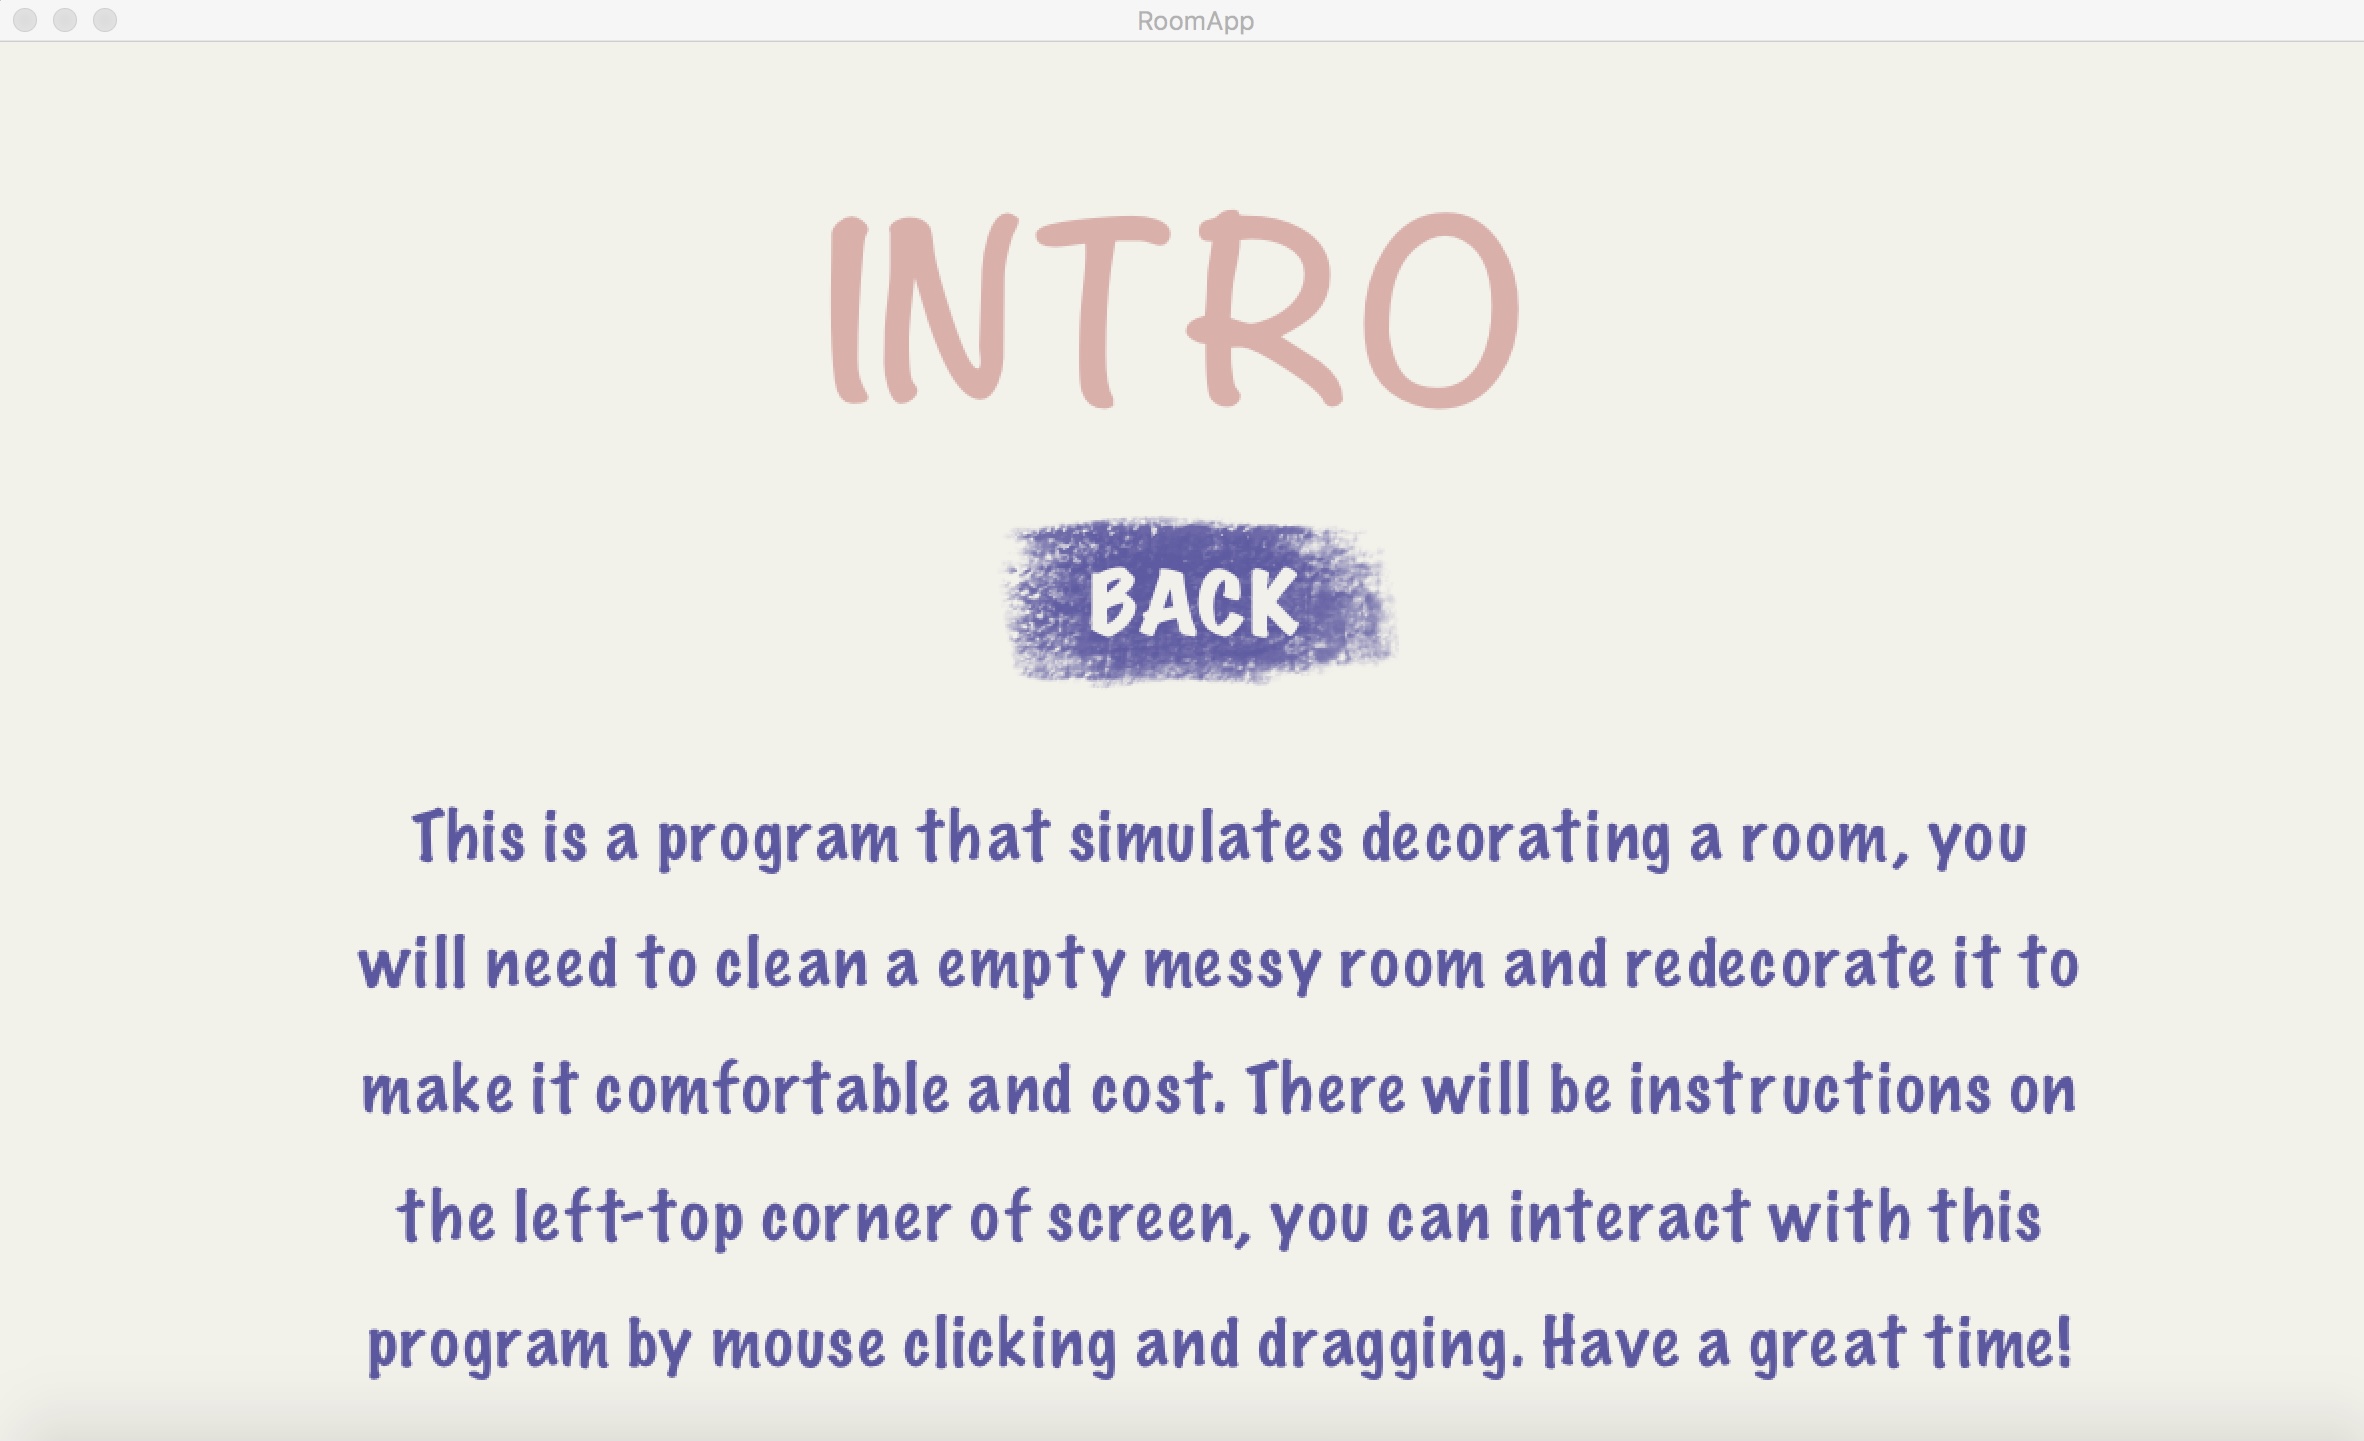 RoomApp
INTRO
BACK
This is a program that simulates decorating a room, you
will need to clean a empty messy room and redecorate it to
make it comfortable and cost. There will be instructions on
the left-top corner of screen, you can interact with this
program by mouse clicking and dragging. Have a great time!